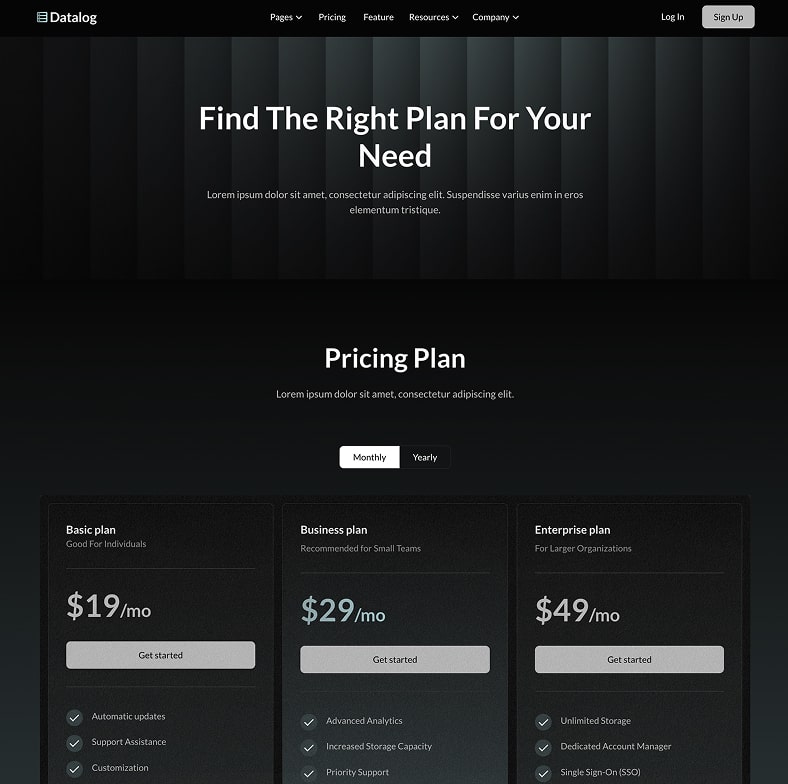 Datalog
Pages
Pricing
Feature
Resources
Company
Log In
Sign Up
Find The Right Plan For Your
Need
Lorem ipsum dolor sit amet, consectetur adipiscing elit. Suspendisse varius enim in eros
elementum tristique.
Pricing Plan
Lorem ipsum dolor sit amet, consectetur adipiscing elit.
Monthly
Yearly
Basic plan
Good For Individuals
$19/mo
Get started
Automatic updates
Support Assistance
Customization
Business plan
Recommended for Small Teams
$29/mo
Get started
Advanced Analytics
Increased Storage Capacity
Priority Support
Enterprise plan
For Larger Organizations
$49/mo
Get started
Unlimited Storage
Dedicated Account Manager
Single Sign-On (SSO)